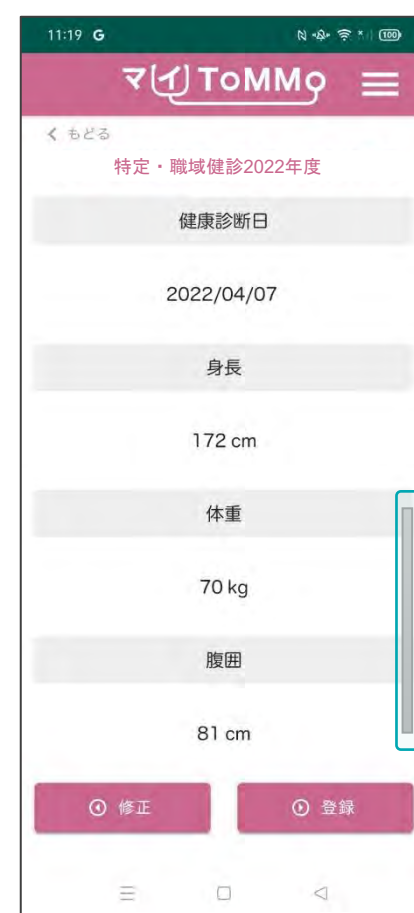 11:19 G 100
マイToMMo
もどる
特定・職域健診2022年度
健康診断日
2022/04/07
身長
172 cm
体重
70 kg
腹囲
81 cm
修正 登録